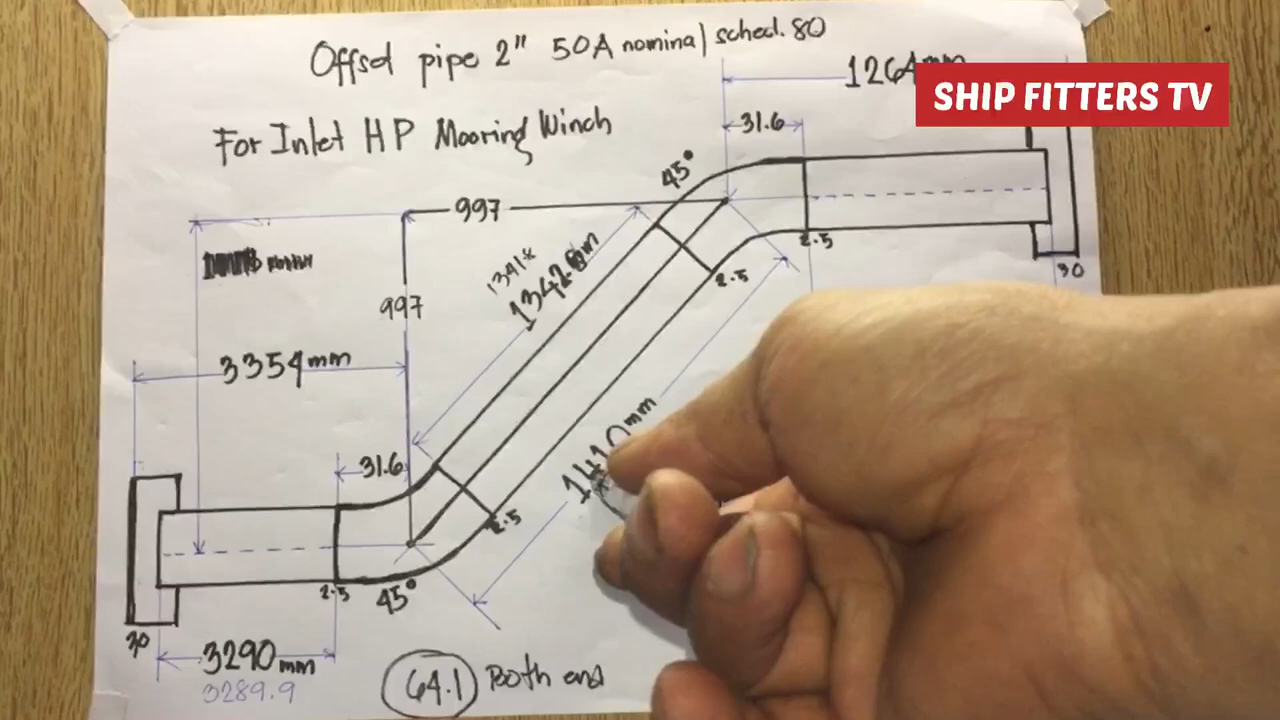 Offset pipe 2" 50A nominal sched. 80
SHIP FITTERS TV
For Inlet HP Mooring Winch
31.6
45°
997
2.5
2.5
1341.8
997
30
3354mm
31.6
2.5
2.5
45°
30
3290mm
3289.9
64.1 Both end